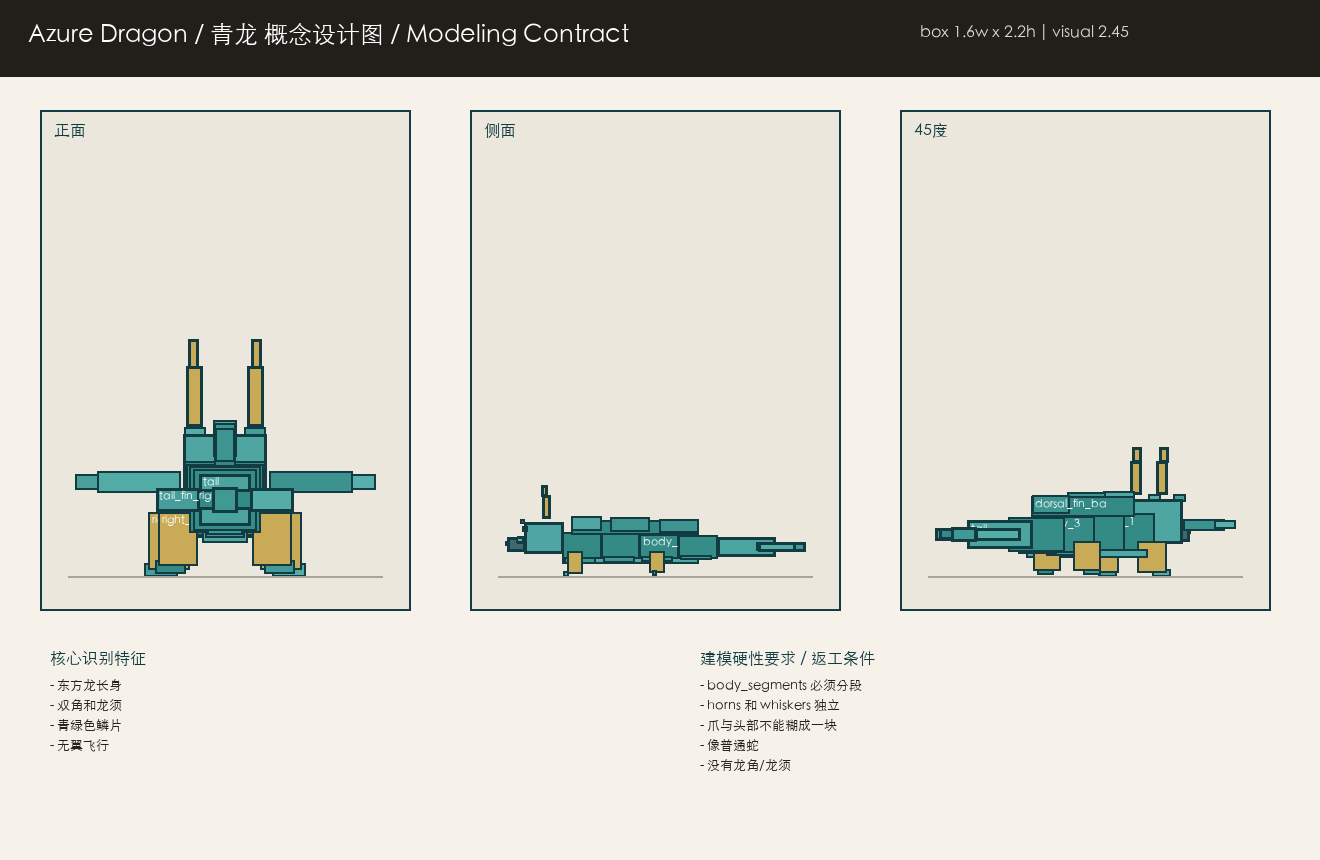 Azure Dragon / 青龙 概念设计图 / Modeling Contract
box 1.6w x 2.2h | visual 2.45
正面
侧面
45度
tail
tail_fin_rig
right_
body_
dorsal_fin_ba
_3
_1
核心识别特征
- 东方龙长身
- 双角和龙须
- 青绿色鳞片
- 无翼飞行
建模硬性要求 / 返工条件
- body_segments 必须分段
- horns 和 whiskers 独立
- 爪与头部不能糊成一块
- 像普通蛇
- 没有龙角/龙须